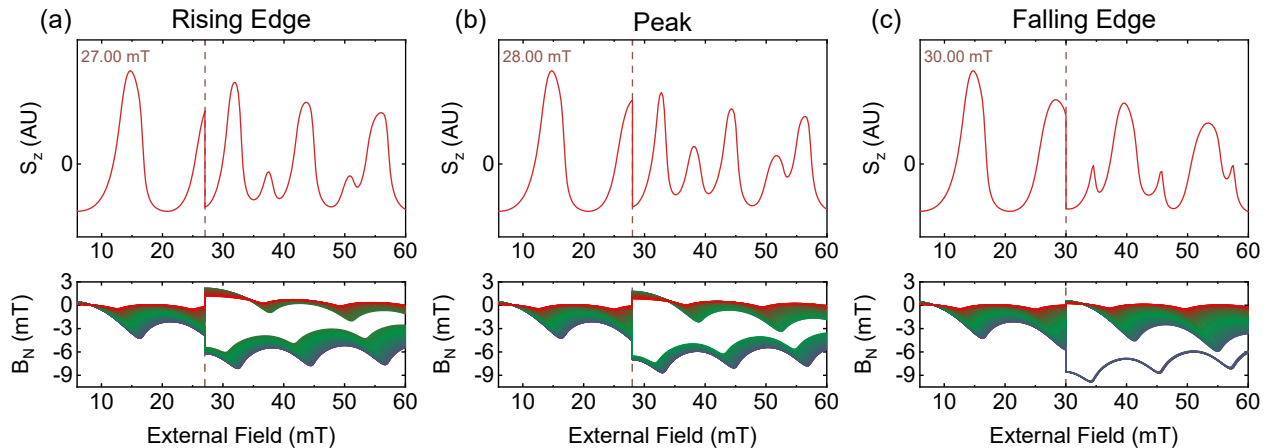 (a) Rising Edge (b) Peak (c) Falling Edge
27.00 mT 28.00 mT 30.00 mT
S_z (AU) S_z (AU) S_z (AU)
0 0 0
10 20 30 40 50 60 10 20 30 40 50 60 10 20 30 40 50 60
B_N (mT) B_N (mT) B_N (mT)
3 3 3
0 0 0
-3 -3 -3
-6 -6 -6
-9 -9 -9
10 20 30 40 50 60 10 20 30 40 50 60 10 20 30 40 50 60
External Field (mT) External Field (mT) External Field (mT)